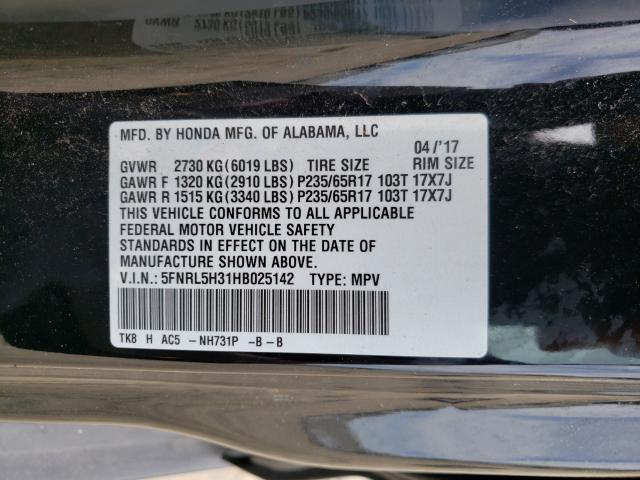 MFD. BY HONDA MFG. OF ALABAMA, LLC 04/'17
GVWR 2730 KG(6019 LBS) TIRE SIZE RIM SIZE
GAWR F 1320 KG(2910 LBS) P235/65R17 103T 17X7J
GAWR R 1515 KG(3340 LBS) P235/65R17 103T 17X7J
THIS VEHICLE CONFORMS TO ALL APPLICABLE
FEDERAL MOTOR VEHICLE SAFETY
STANDARDS IN EFFECT ON THE DATE OF
MANUFACTURE SHOWN ABOVE.
V.I.N.: 5FNRL5H31HB025142 TYPE: MPV
TK8 H AC5 -NH731P -B-B